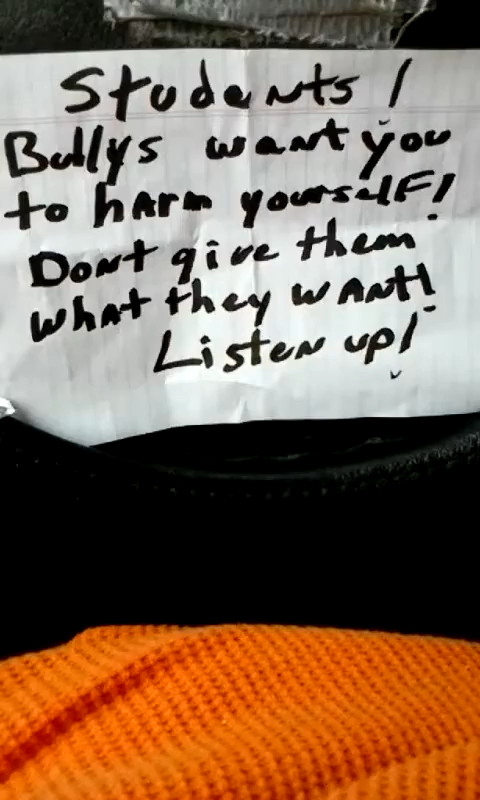 Students!
Bullys want you
to harm yourself!
Dont give them
what they want!
Listen up!